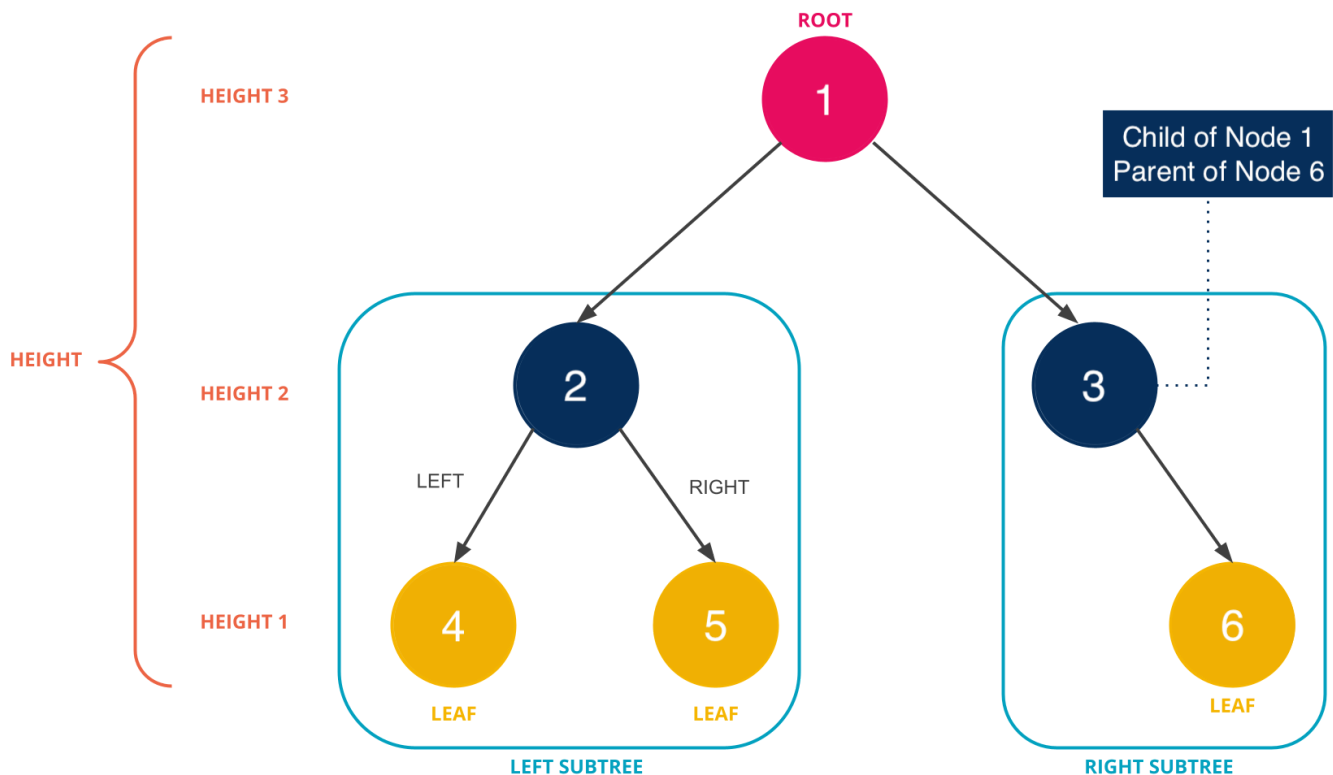 ROOT
HEIGHT 3
1
Child of Node 1
Parent of Node 6
HEIGHT
HEIGHT 2
2
3
LEFT
RIGHT
HEIGHT 1
4
5
6
LEAF
LEAF
LEAF
LEFT SUBTREE
RIGHT SUBTREE